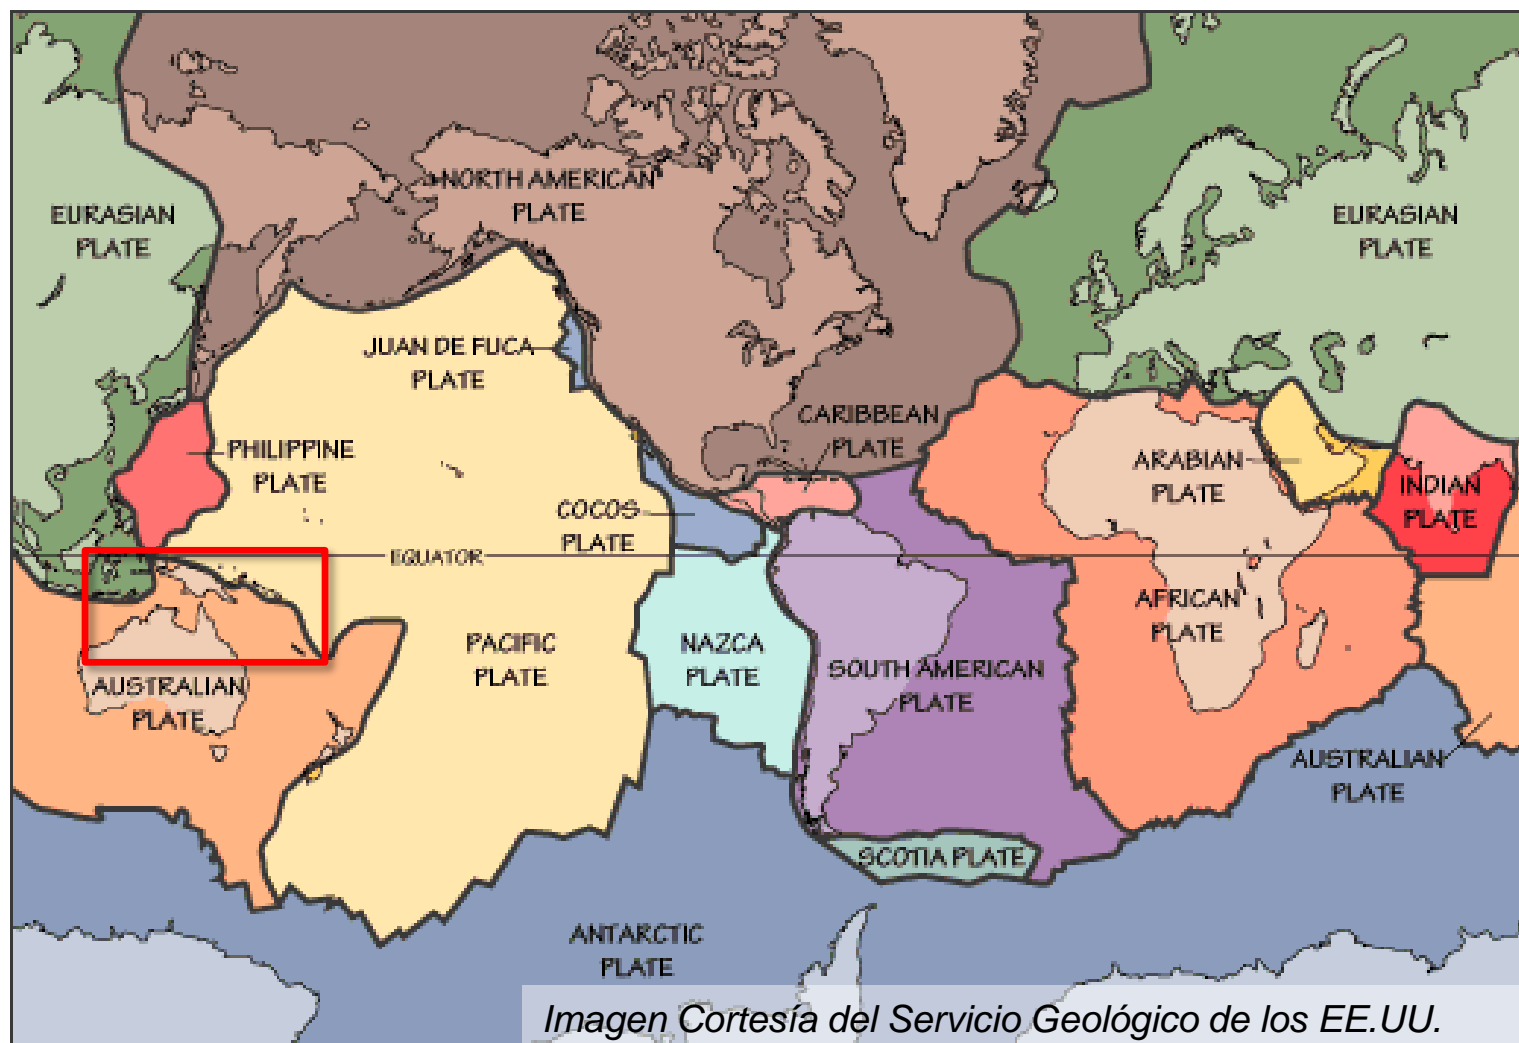 NORTH AMERICAN
PLATE
EURASIAN
PLATE
EURASIAN
PLATE
JUAN DE FUCA
PLATE
CARIBBEAN
PLATE
PHILIPPINE
PLATE
ARABIAN
PLATE
INDIAN
PLATE
COCOS
PLATE
EQUATOR
AFRICAN
PLATE
PACIFIC
PLATE
NAZCA
PLATE
SOUTH AMERICAN
PLATE
AUSTRALIAN
PLATE
AUSTRALIAN
PLATE
SCOTIA PLATE
ANTARCTIC
PLATE
Imagen Cortesía del Servicio Geológico de los EE.UU.